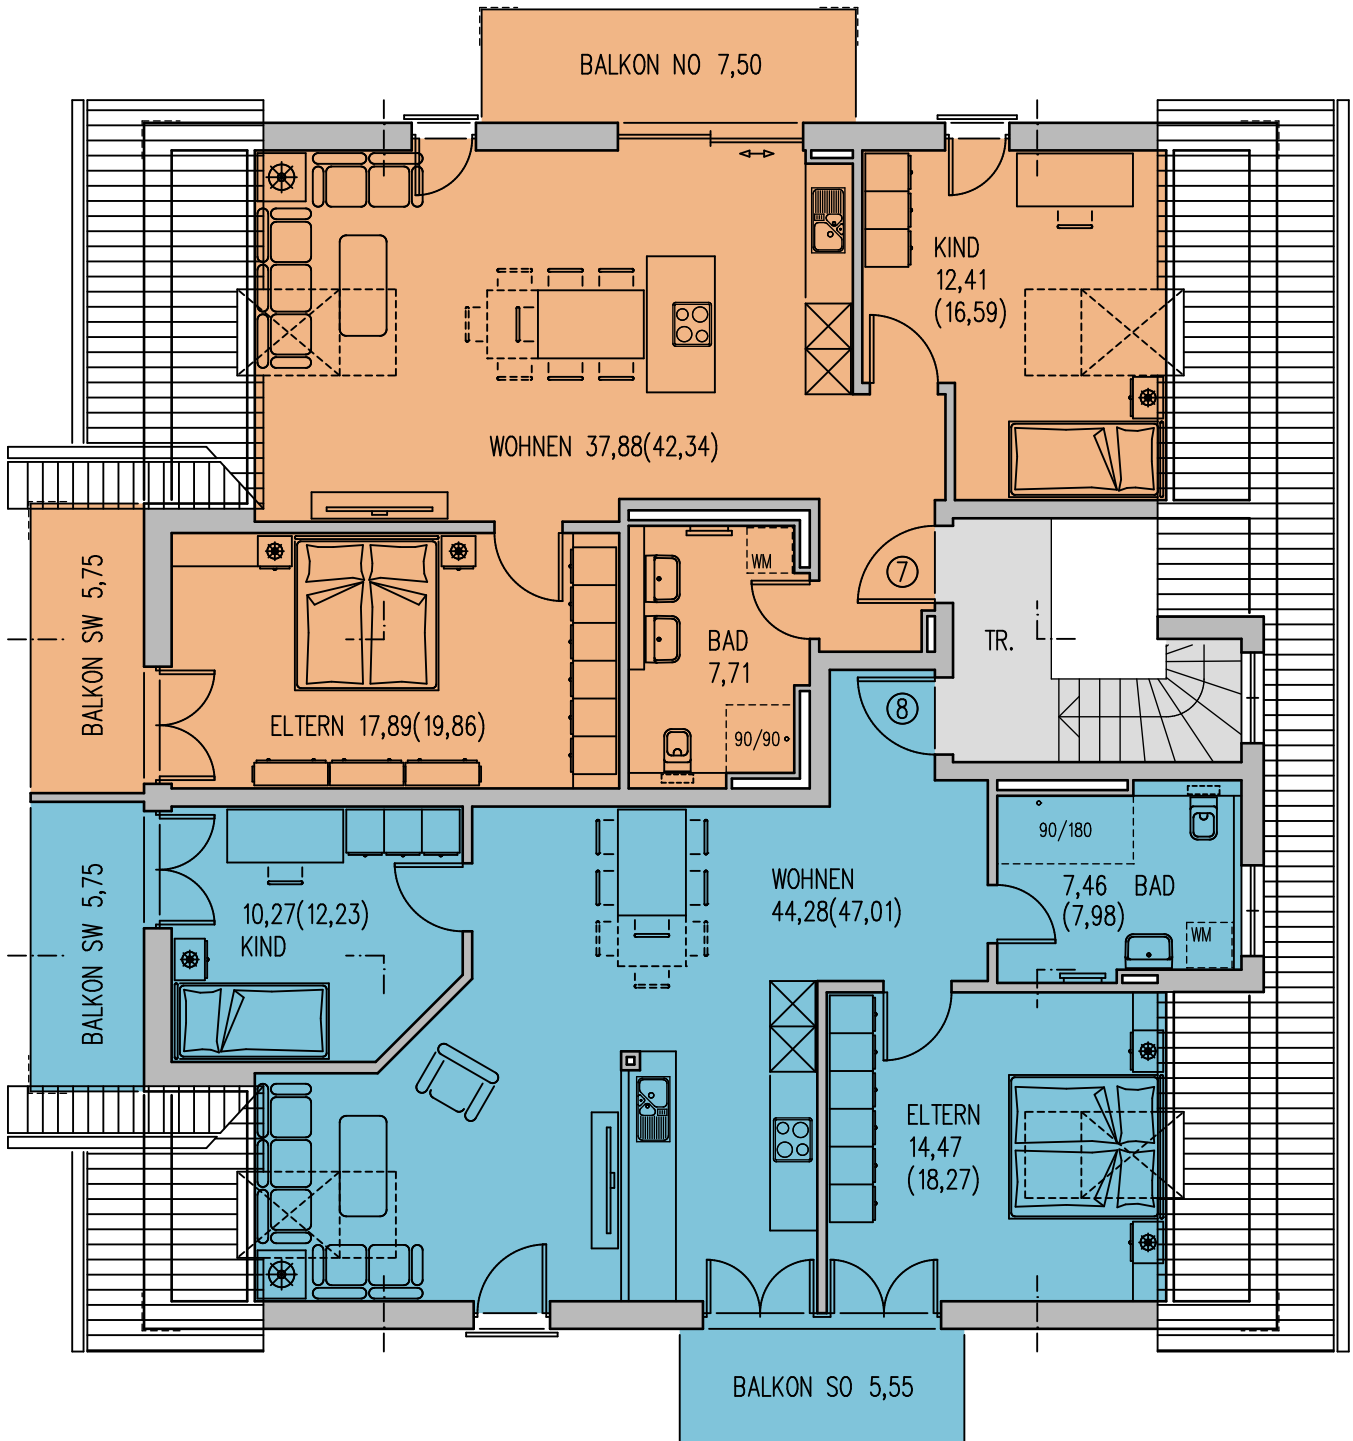 BALKON NO 7,50
KIND
12,41
(16,59)
WOHNEN 37,88(42,34)
BALKON SW 5,75
WM
7
BAD
7,71
TR.
ELTERN 17,89(19,86)
90/90
8
BALKON SW 5,75
10,27(12,23)
KIND
WOHNEN
44,28(47,01)
90/180
7,46 BAD
(7,98)
WM
ELTERN
14,47
(18,27)
BALKON SO 5,55